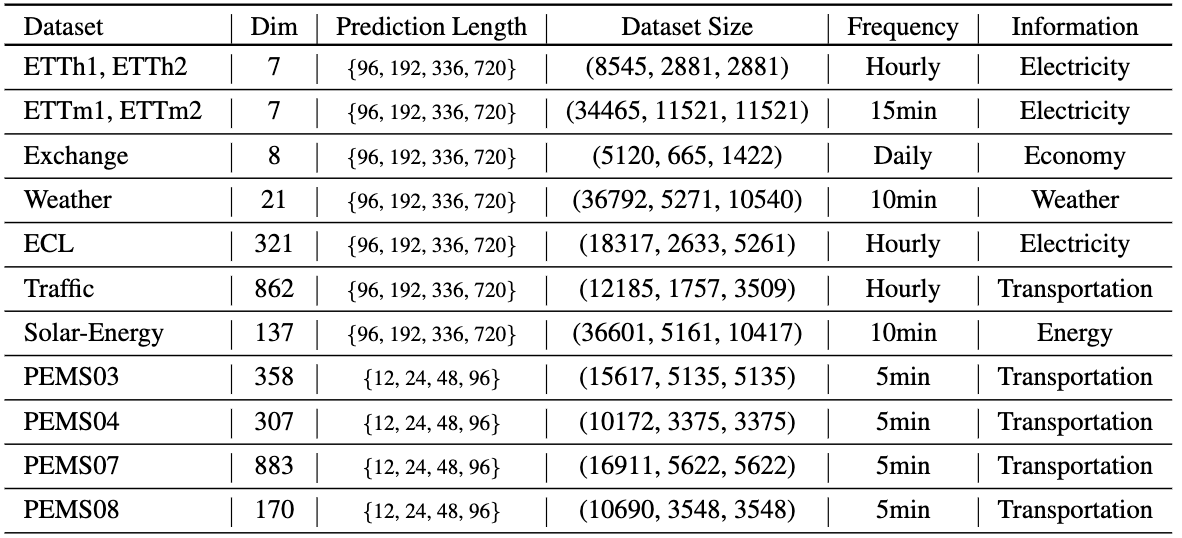 Dataset Dim Prediction Length Dataset Size Frequency Information
ETTh1, ETTh2 7 {96, 192, 336, 720} (8545, 2881, 2881) Hourly Electricity
ETTm1, ETTm2 7 {96, 192, 336, 720} (34465, 11521, 11521) 15min Electricity
Exchange 8 {96, 192, 336, 720} (5120, 665, 1422) Daily Economy
Weather 21 {96, 192, 336, 720} (36792, 5271, 10540) 10min Weather
ECL 321 {96, 192, 336, 720} (18317, 2633, 5261) Hourly Electricity
Traffic 862 {96, 192, 336, 720} (12185, 1757, 3509) Hourly Transportation
Solar-Energy 137 {96, 192, 336, 720} (36601, 5161, 10417) 10min Energy
PEMS03 358 {12, 24, 48, 96} (15617, 5135, 5135) 5min Transportation
PEMS04 307 {12, 24, 48, 96} (10172, 3375, 3375) 5min Transportation
PEMS07 883 {12, 24, 48, 96} (16911, 5622, 5622) 5min Transportation
PEMS08 170 {12, 24, 48, 96} (10690, 3548, 3548) 5min Transportation